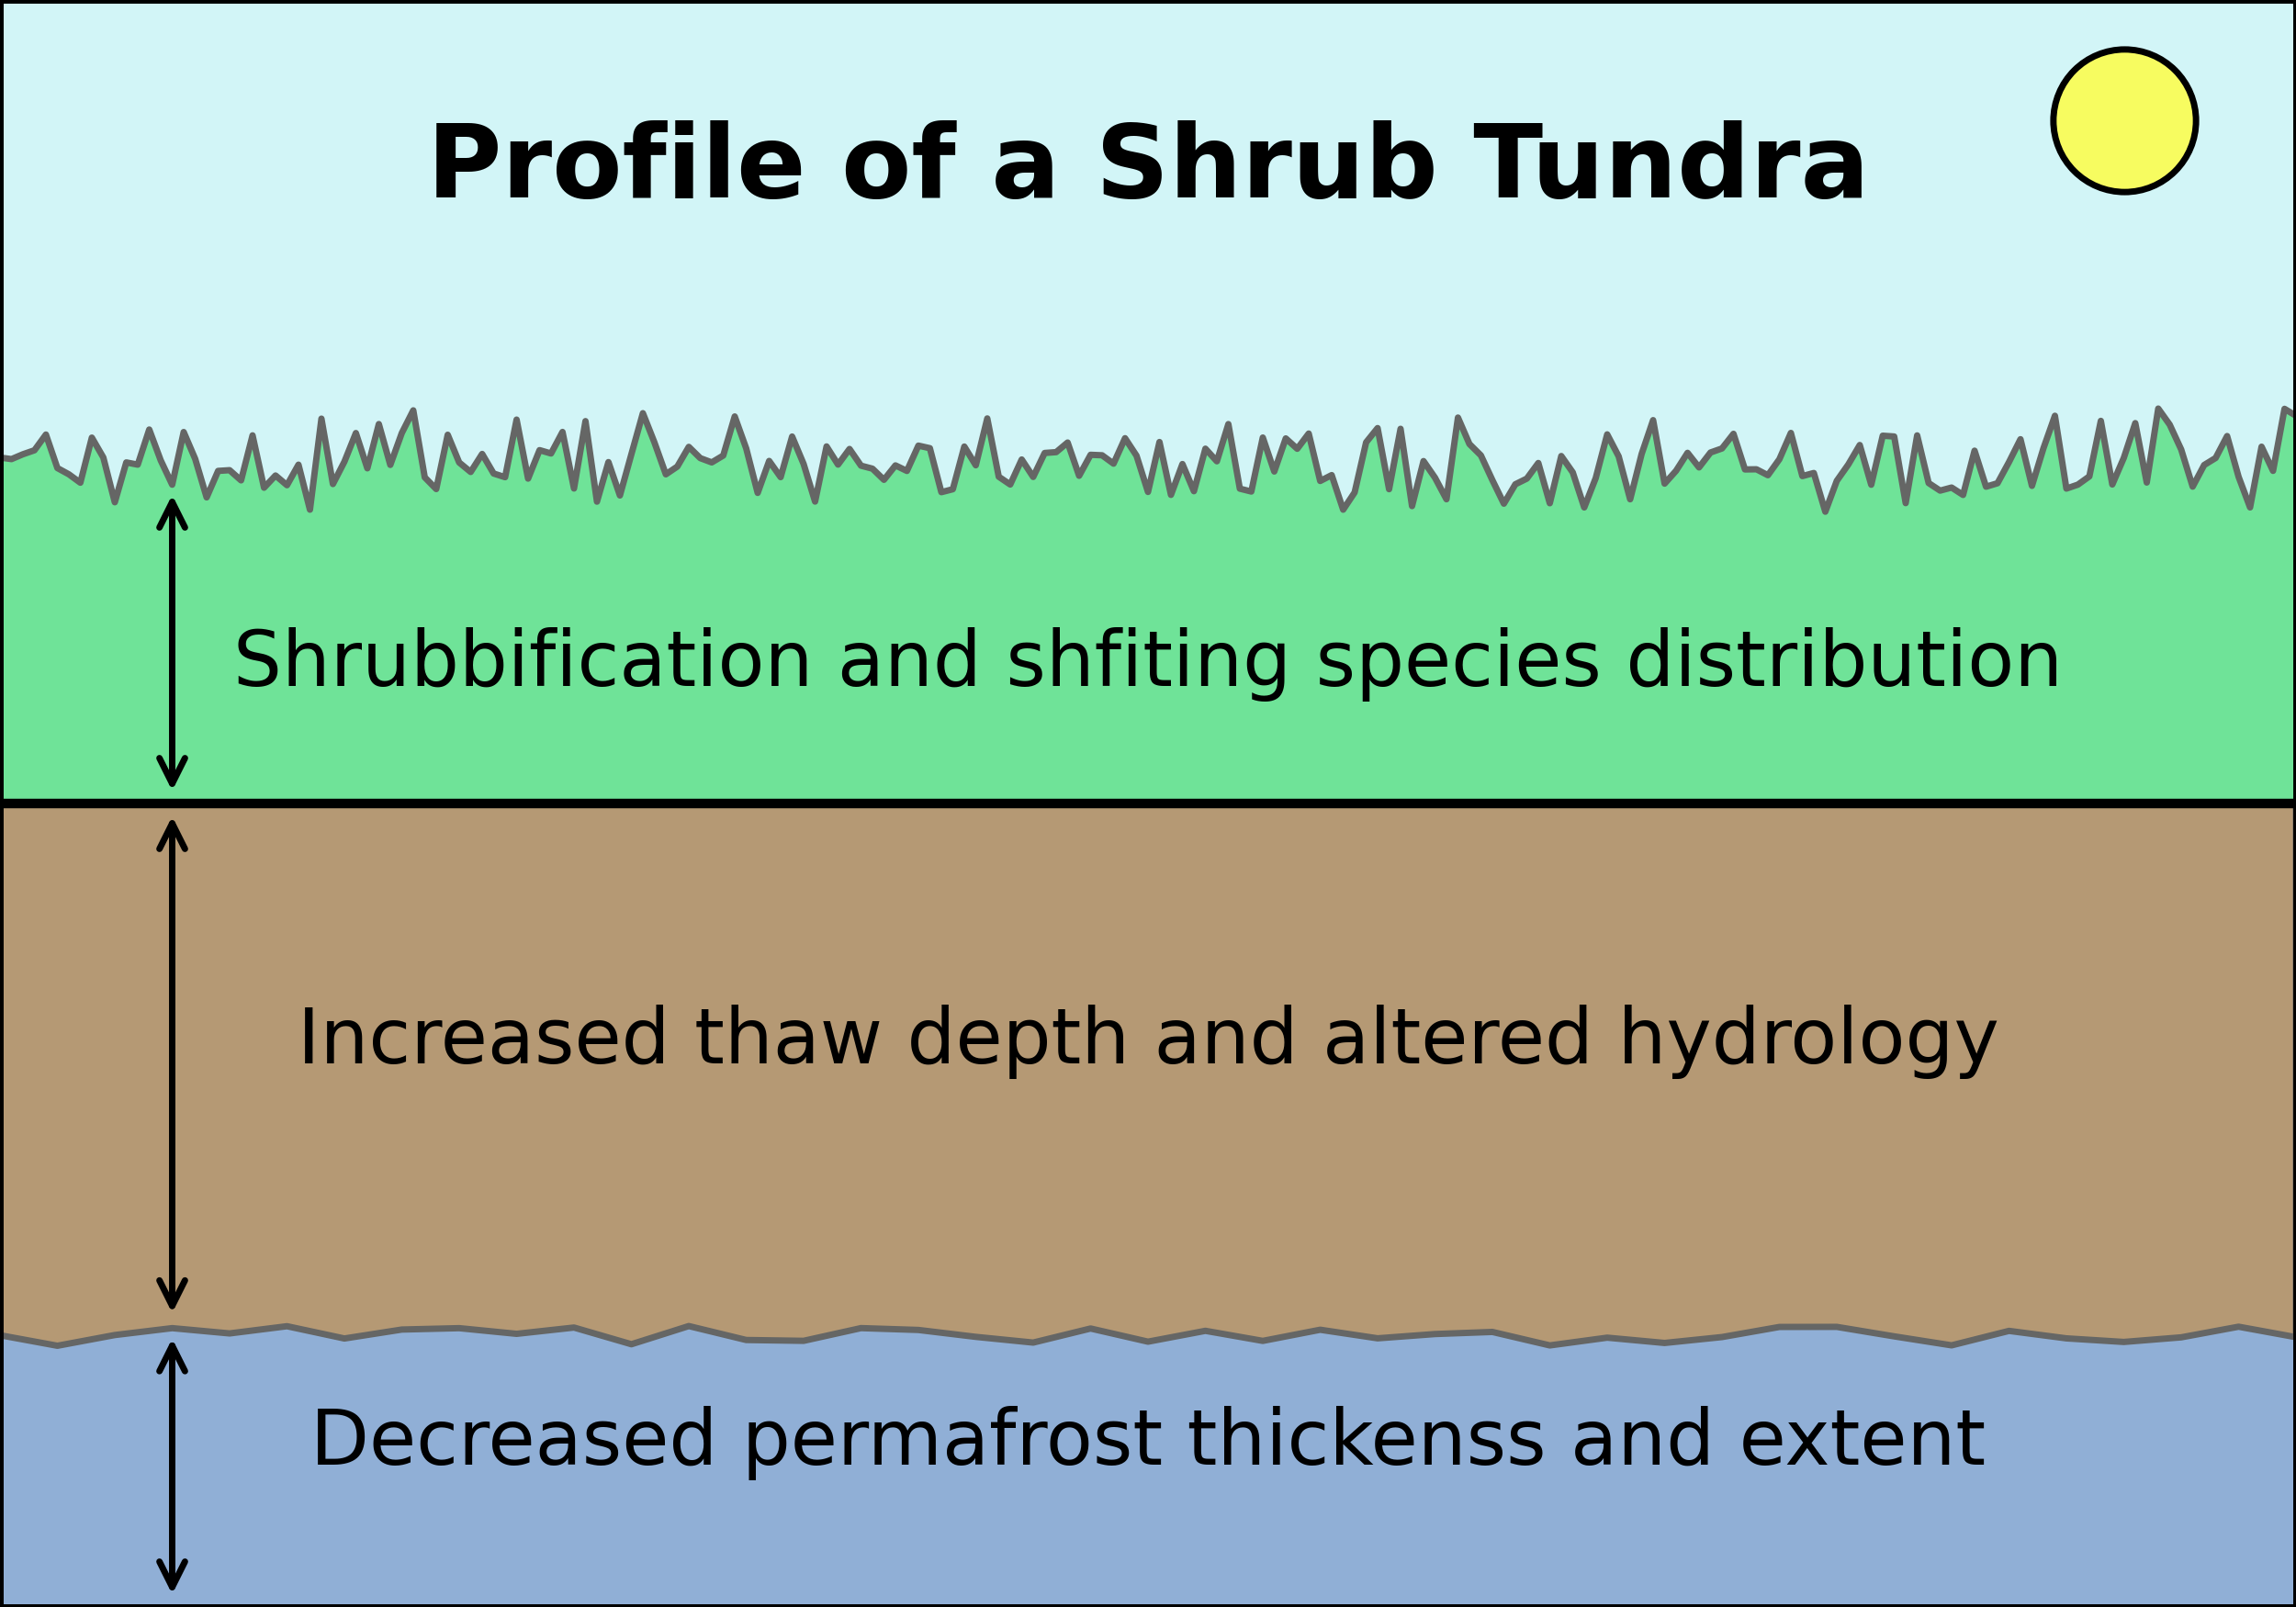 Profile of a Shrub Tundra
Shrubbification and shfiting species distribution
Increased thaw depth and altered hydrology
Decreased permafrost thickenss and extent